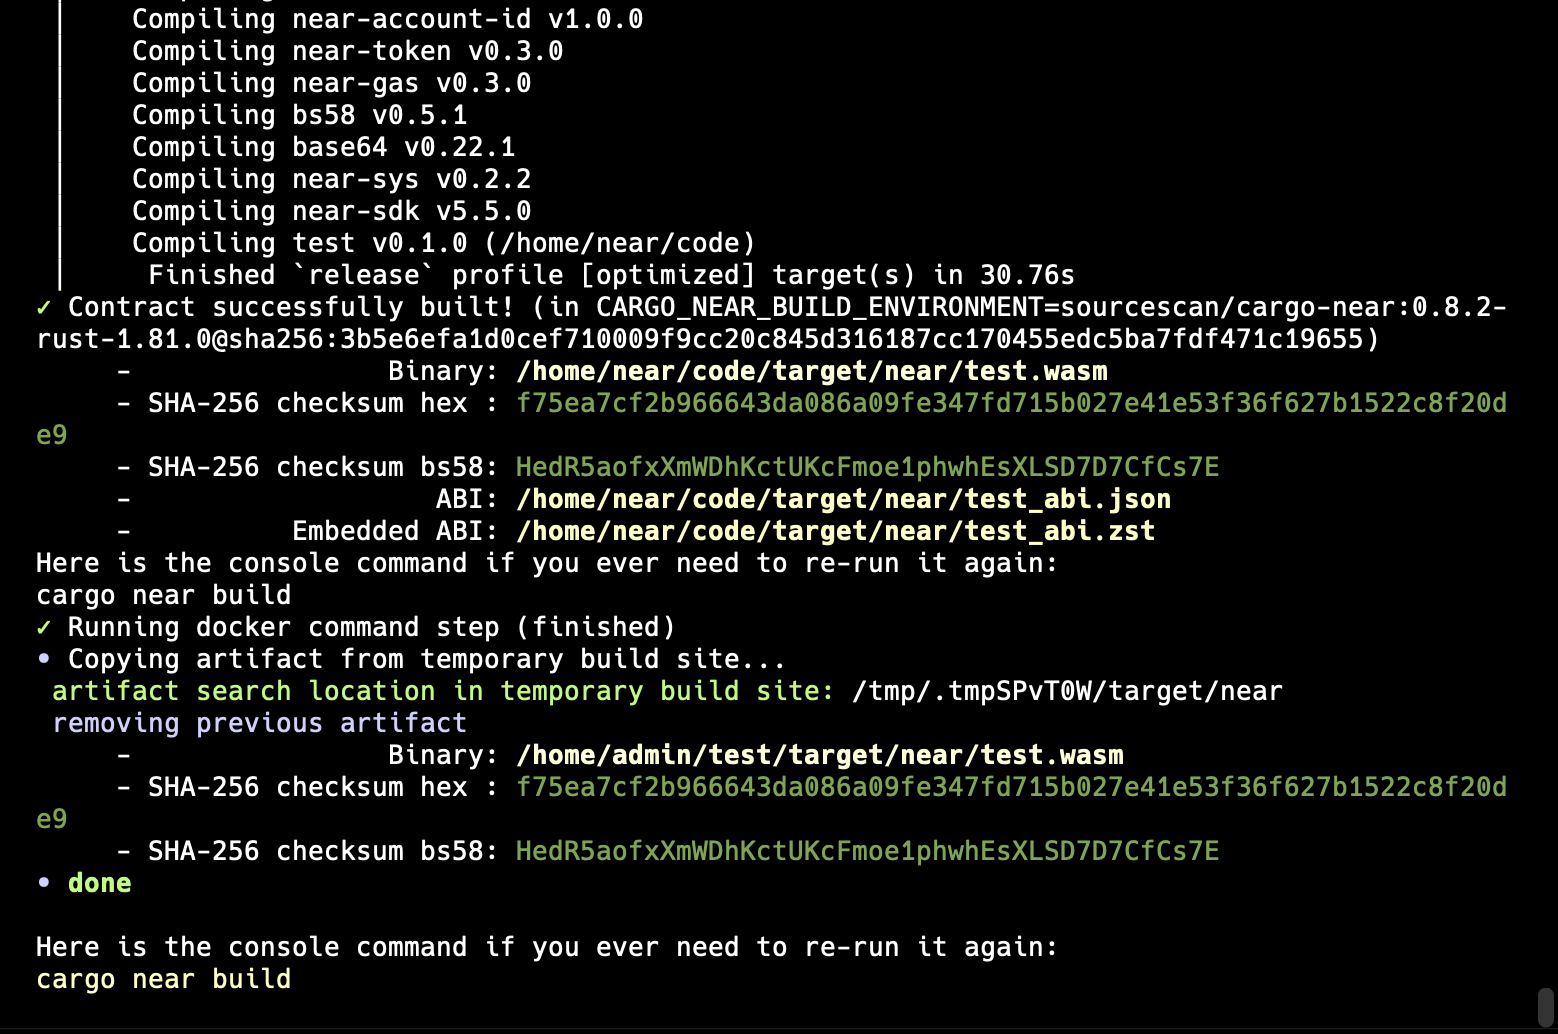 Compiling near-account-id v1.0.0
Compiling near-token v0.3.0
Compiling near-gas v0.3.0
Compiling bs58 v0.5.1
Compiling base64 v0.22.1
Compiling near-sys v0.2.2
Compiling near-sdk v5.5.0
Compiling test v0.1.0 (/home/near/code)
Finished `release` profile [optimized] target(s) in 30.76s
✓ Contract successfully built! (in CARGO_NEAR_BUILD_ENVIRONMENT=sourcescan/cargo-near:0.8.2-
rust-1.81.0@sha256:3b5e6efa1d0cef710009f9cc20c845d316187cc170455edc5ba7fdf471c19655)
- Binary: /home/near/code/target/near/test.wasm
- SHA-256 checksum hex : f75ea7cf2b966643da086a09fe347fd715b027e41e53f36f627b1522c8f20d
e9
- SHA-256 checksum bs58: HedR5aofxXmWDhKctUKcFmoe1phwhEsXLSD7D7CfCs7E
- ABI: /home/near/code/target/near/test_abi.json
- Embedded ABI: /home/near/code/target/near/test_abi.zst
Here is the console command if you ever need to re-run it again:
cargo near build
✓ Running docker command step (finished)
• Copying artifact from temporary build site...
artifact search location in temporary build site: /tmp/.tmpSPvT0W/target/near
removing previous artifact
- Binary: /home/admin/test/target/near/test.wasm
- SHA-256 checksum hex : f75ea7cf2b966643da086a09fe347fd715b027e41e53f36f627b1522c8f20d
e9
- SHA-256 checksum bs58: HedR5aofxXmWDhKctUKcFmoe1phwhEsXLSD7D7CfCs7E
• done
Here is the console command if you ever need to re-run it again:
cargo near build